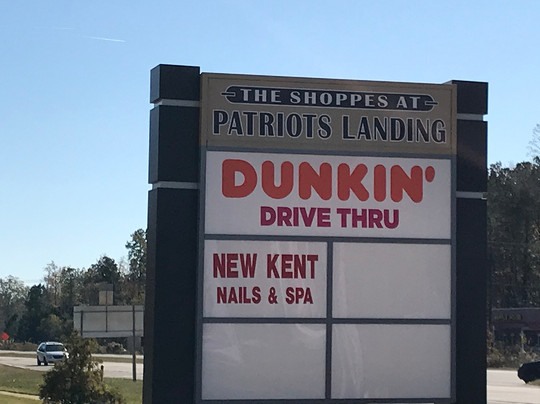 THE SHOPPES AT
PATRIOTS LANDING
DUNKIN'
DRIVE THRU
NEW KENT
NAILS & SPA